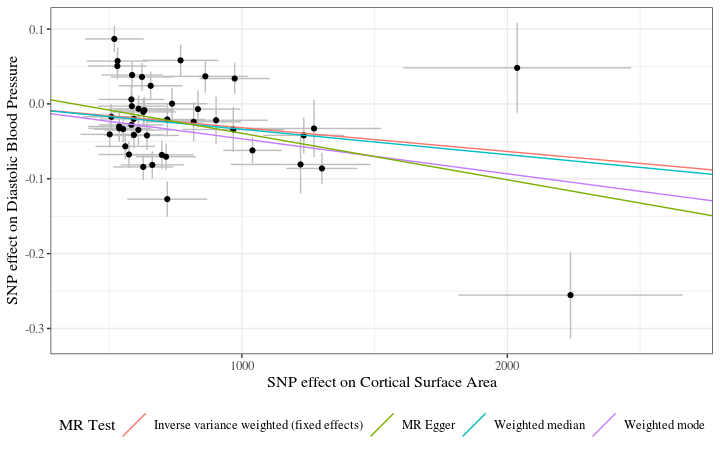 SNP effect on Diastolic Blood Pressure
0.1
0.0
-0.1
-0.2
-0.3
1000 2000
SNP effect on Cortical Surface Area
MR Test Inverse variance weighted (fixed effects) MR Egger Weighted median Weighted mode